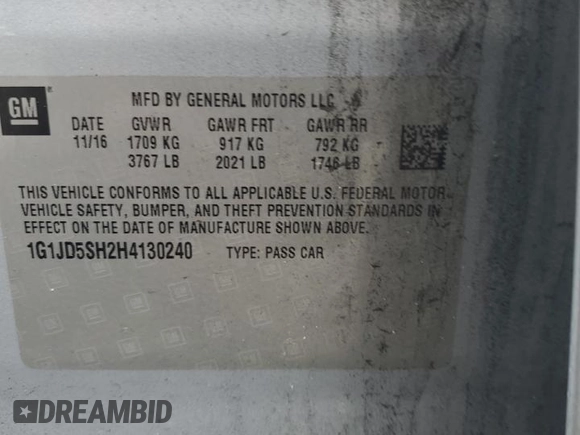 GM ®
MFD BY GENERAL MOTORS LLC
DATE GVWR GAWR FRT GAWR RR
11/16 1709 KG 917 KG 792 KG
3767 LB 2021 LB 1746 LB
THIS VEHICLE CONFORMS TO ALL APPLICABLE U.S. FEDERAL MOTOR
VEHICLE SAFETY, BUMPER, AND THEFT PREVENTION STANDARDS IN
EFFECT ON THE DATE OF MANUFACTURE SHOWN ABOVE.
1G1JD5SH2H4130240 TYPE: PASS CAR
DREAMBID